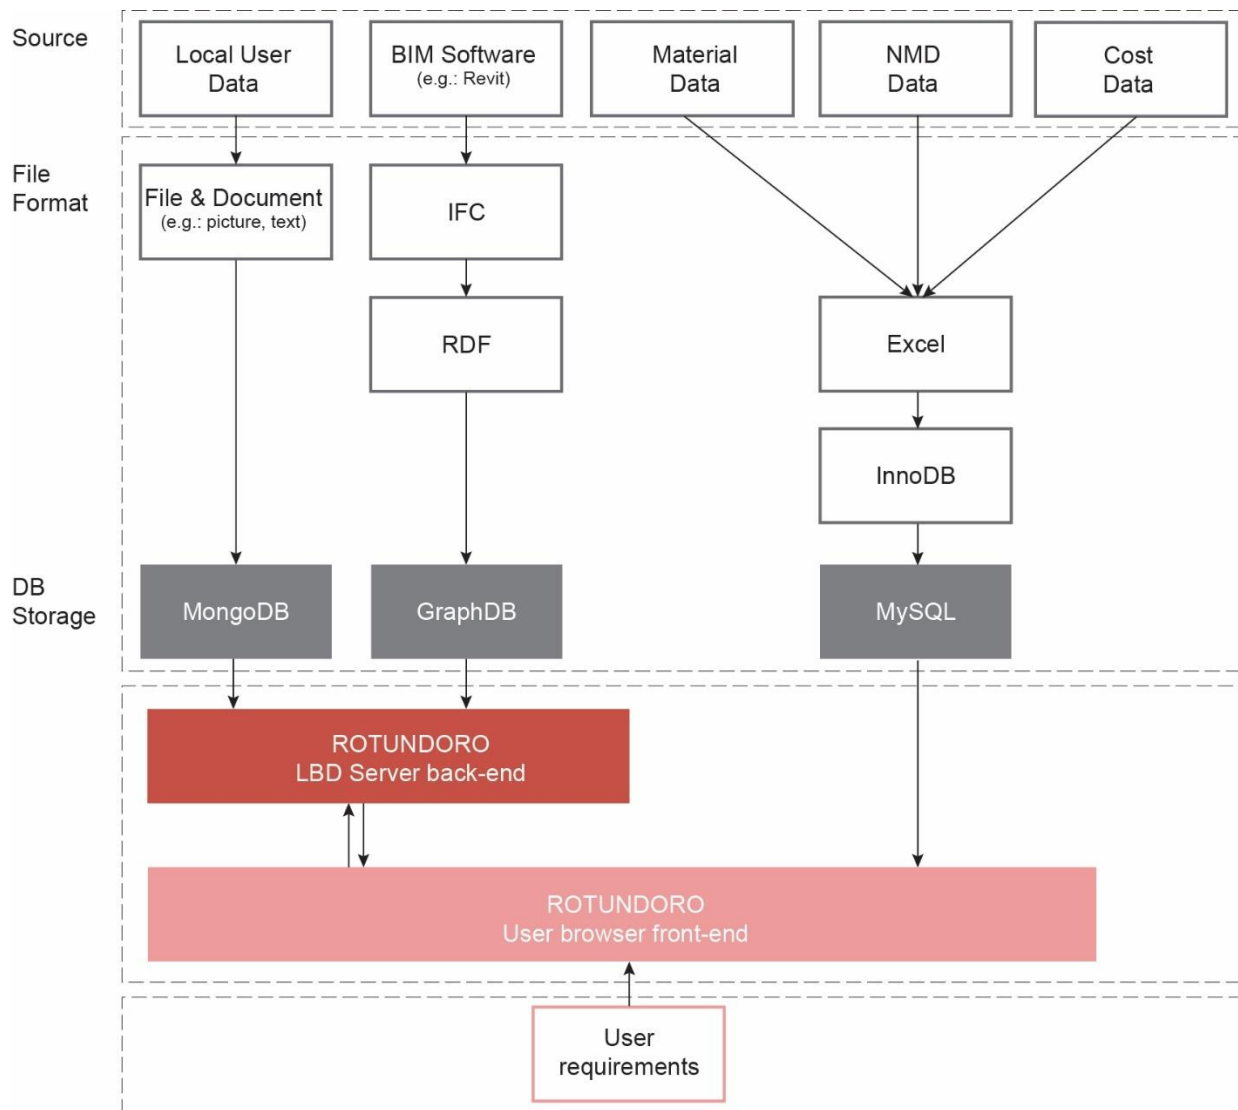 Source
Local User
Data
BIM Software
(e.g.: Revit)
Material
Data
NMD
Data
Cost
Data
File
Format
File & Document
(e.g.: picture, text)
IFC
RDF
Excel
InnoDB
DB
Storage
MongoDB
GraphDB
MySQL
ROTUNDORO
LBD Server back-end
ROTUNDORO
User browser front-end
User
requirements